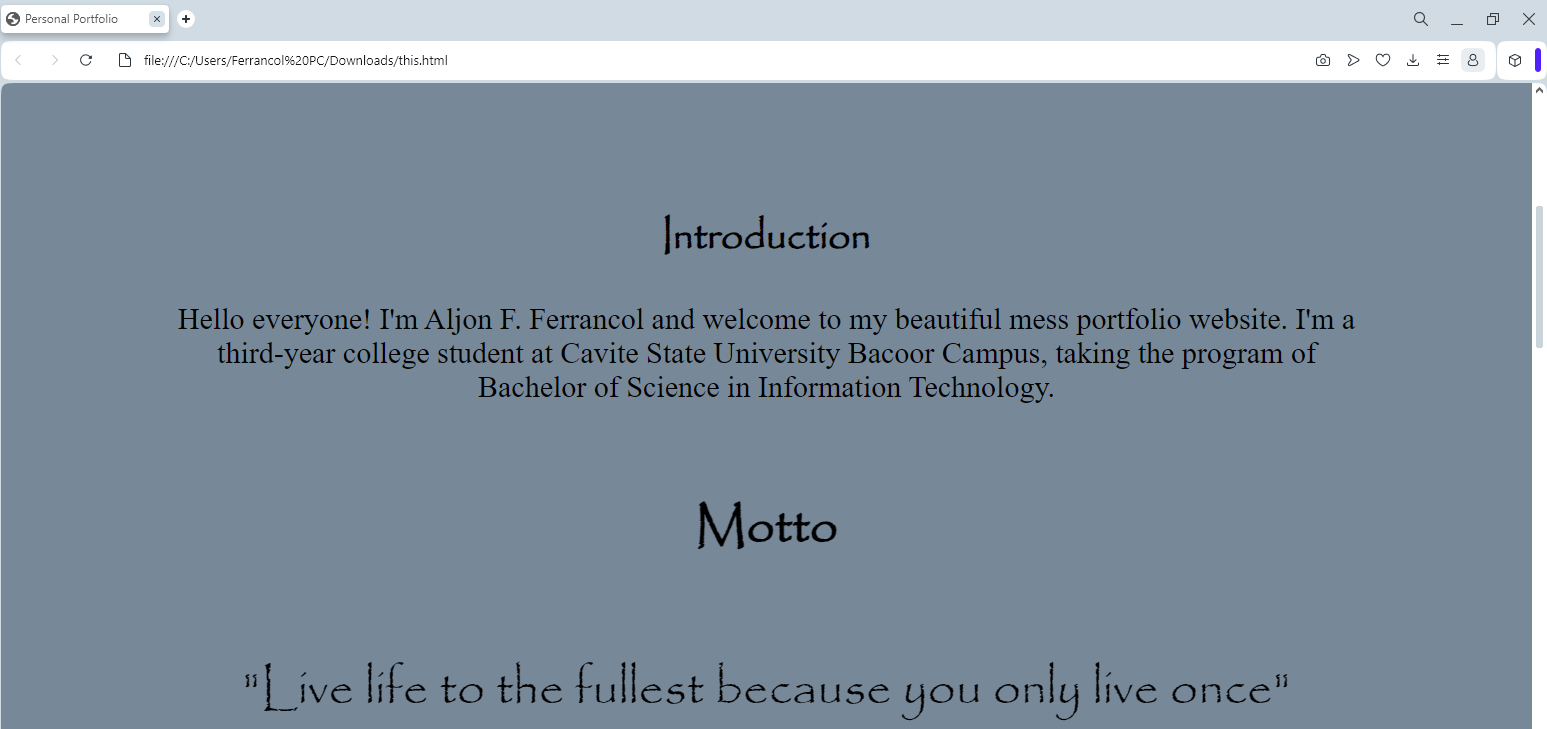 Personal Portfolio
file:///C:/Users/Ferrancol%20PC/Downloads/this.html
Introduction
Hello everyone! I'm Aljon F. Ferrancol and welcome to my beautiful mess portfolio website. I'm a
third-year college student at Cavite State University Bacoor Campus, taking the program of
Bachelor of Science in Information Technology.
Motto
"Live life to the fullest because you only live once"